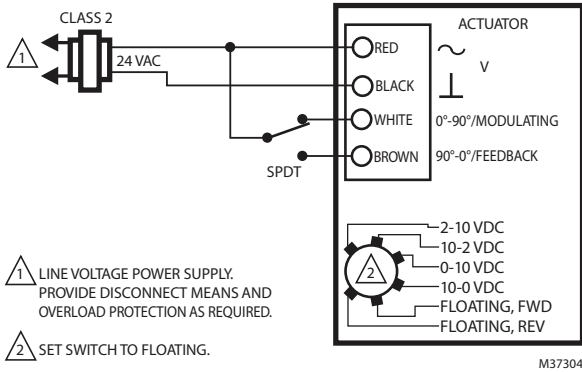 CLASS 2
ACTUATOR
1
24 VAC
RED
V
BLACK
WHITE
0°-90°/MODULATING
BROWN
90°-0°/FEEDBACK
SPDT
2-10 VDC
10-2 VDC
0-10 VDC
10-0 VDC
FLOATING, FWD
FLOATING, REV
2
1 LINE VOLTAGE POWER SUPPLY.
PROVIDE DISCONNECT MEANS AND
OVERLOAD PROTECTION AS REQUIRED.
2 SET SWITCH TO FLOATING.
M37304